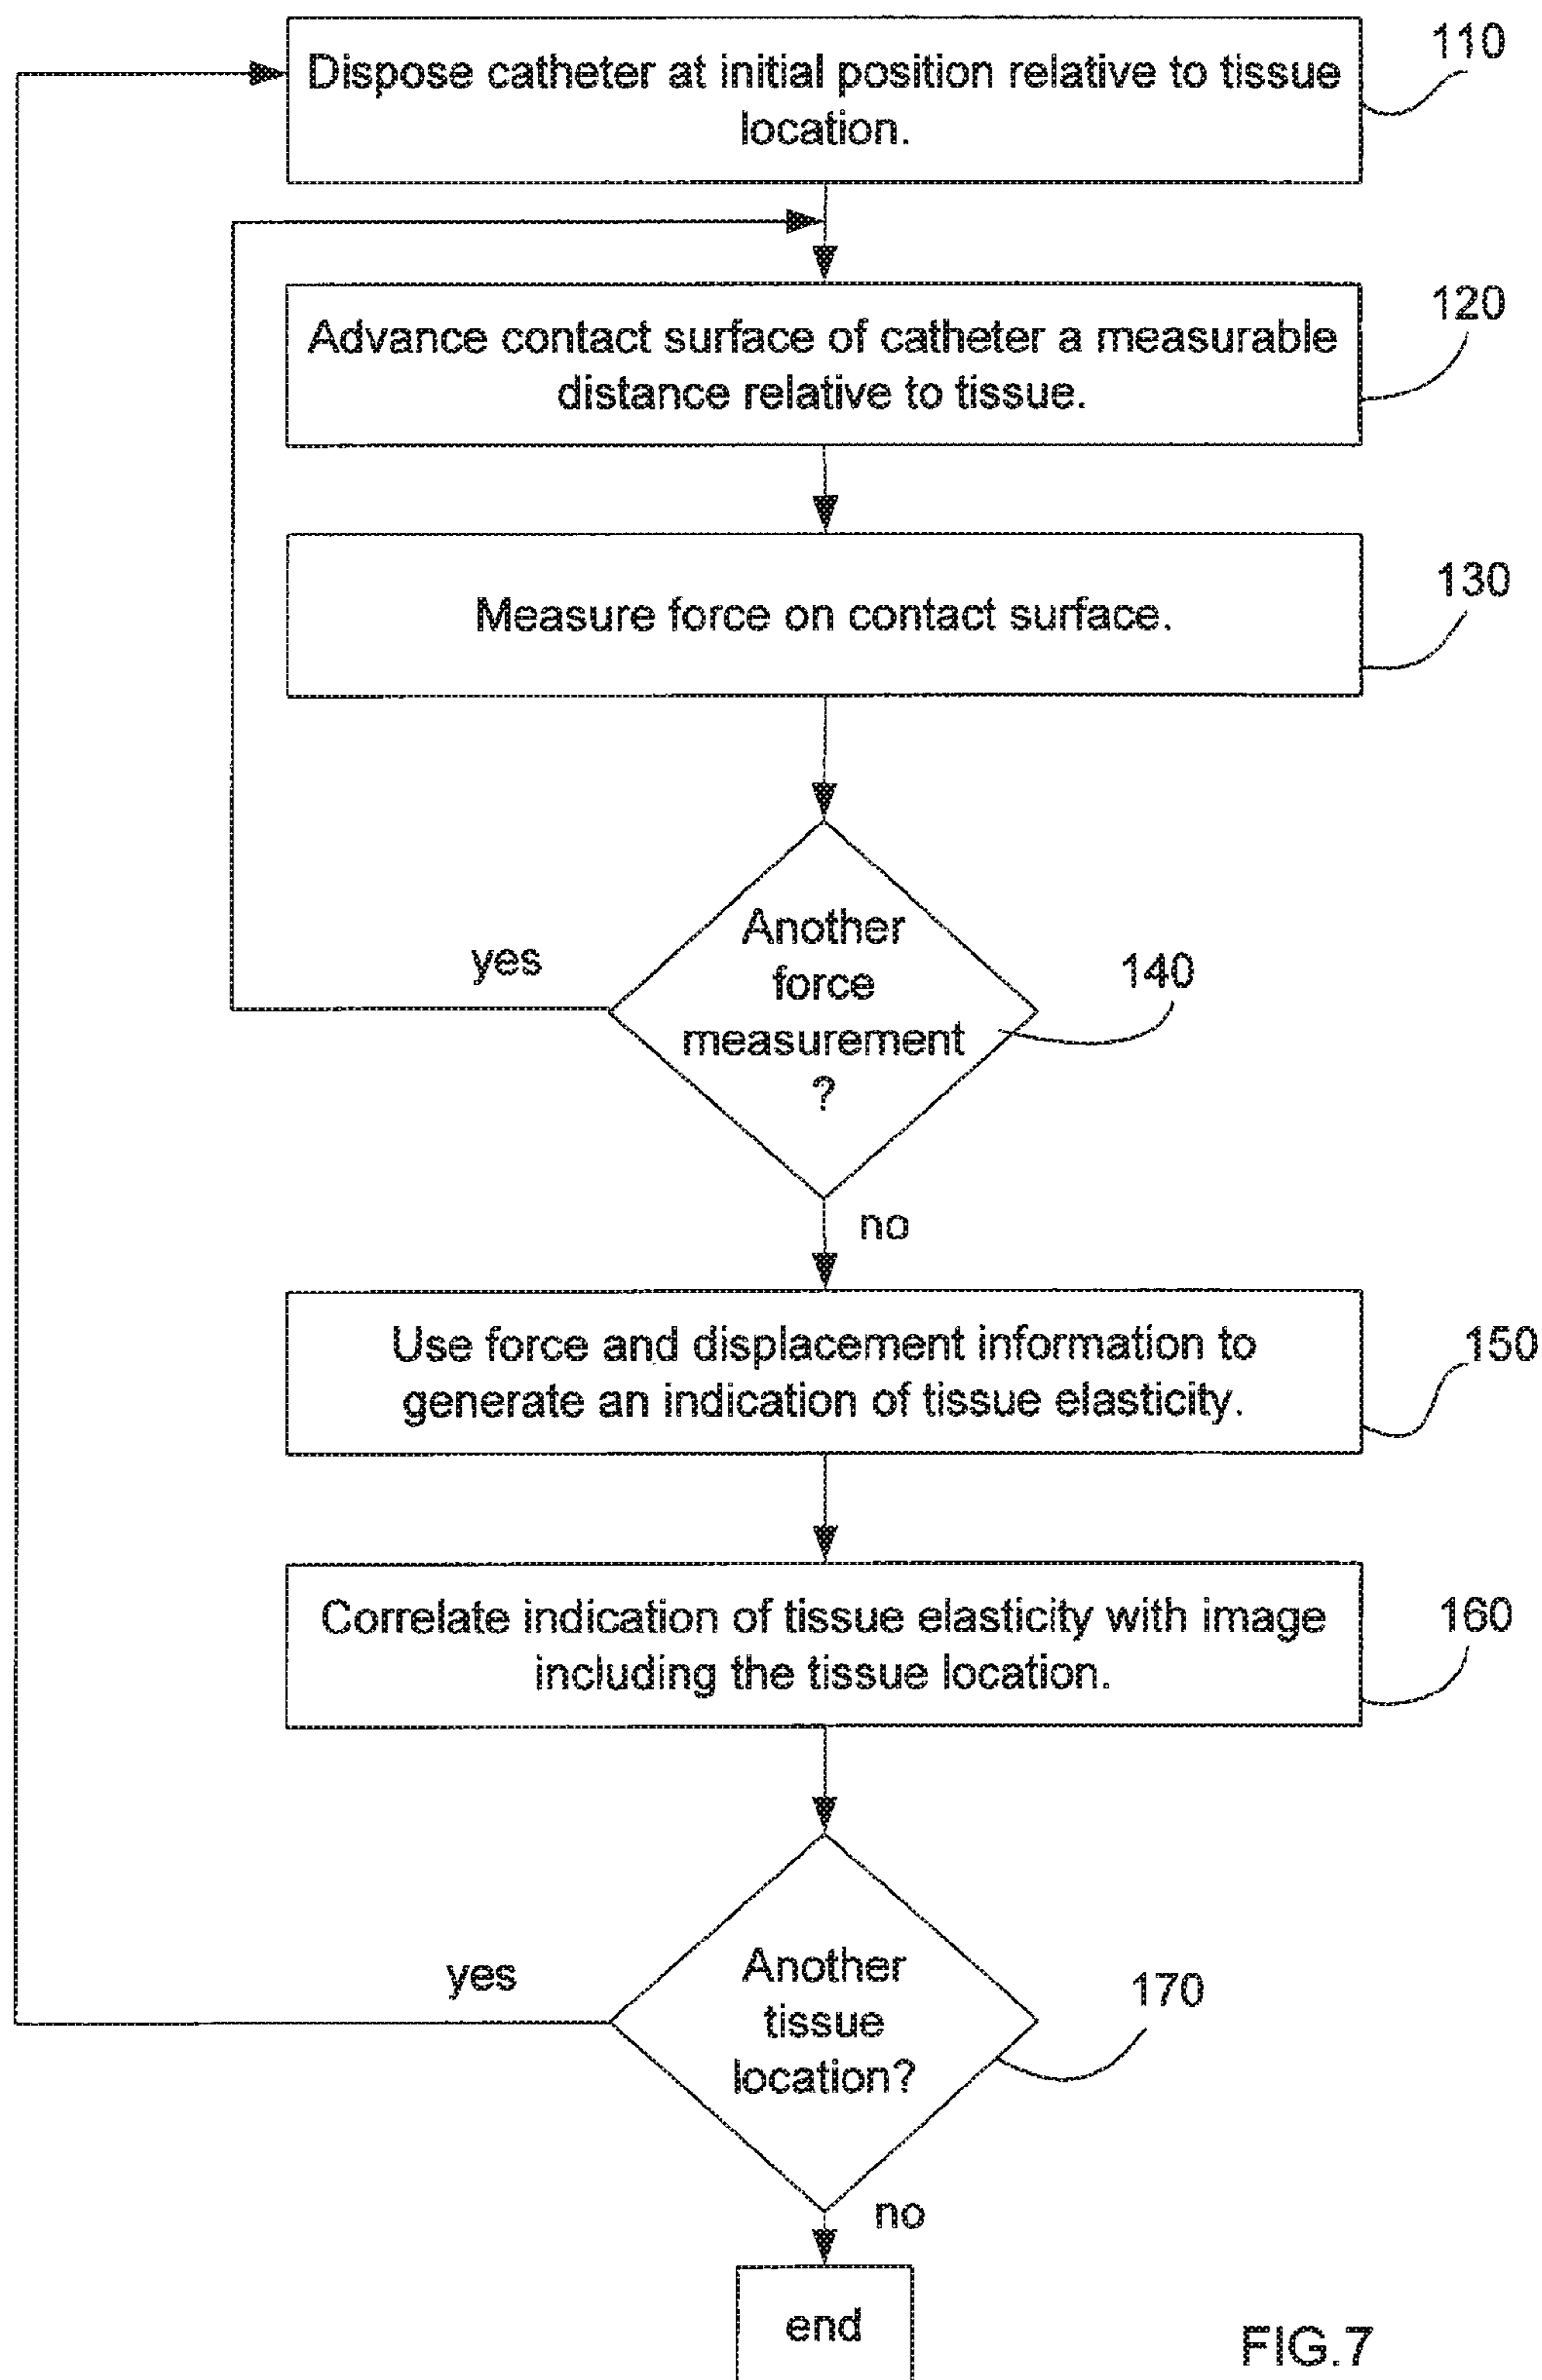 110
Dispose catheter at initial position relative to tissue
location.
120
Advance contact surface of catheter a measurable
distance relative to tissue.
130
Measure force on contact surface.
Another
force
measurement
?
140
yes
no
150
Use force and displacement information to
generate an indication of tissue elasticity.
160
Correlate indication of tissue elasticity with image
including the tissue location.
Another
tissue
location?
170
yes
no
end
FIG.7